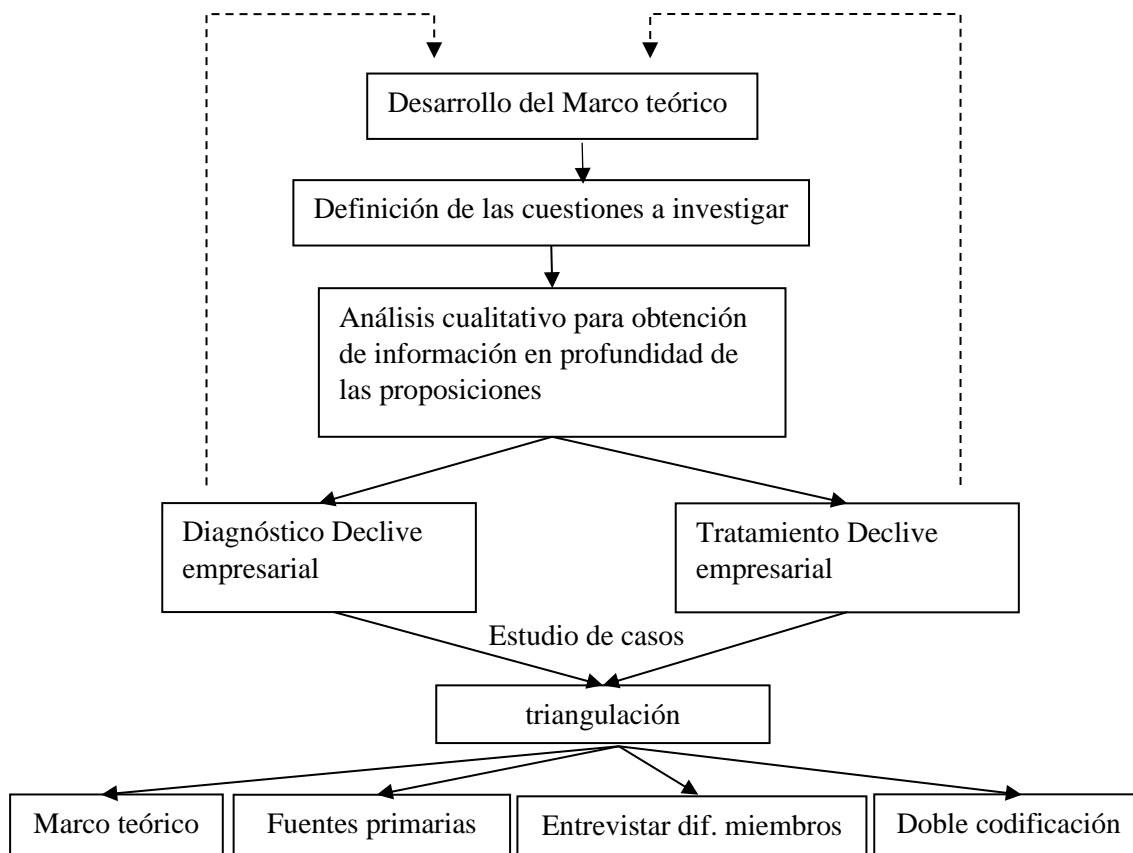 Desarrollo del Marco teórico
Definición de las cuestiones a investigar
Análisis cualitativo para obtención
de información en profundidad de
las proposiciones
Diagnóstico Declive
empresarial
Tratamiento Declive
empresarial
Estudio de casos
triangulación
Marco teórico
Fuentes primarias
Entrevistar dif. miembros
Doble codificación